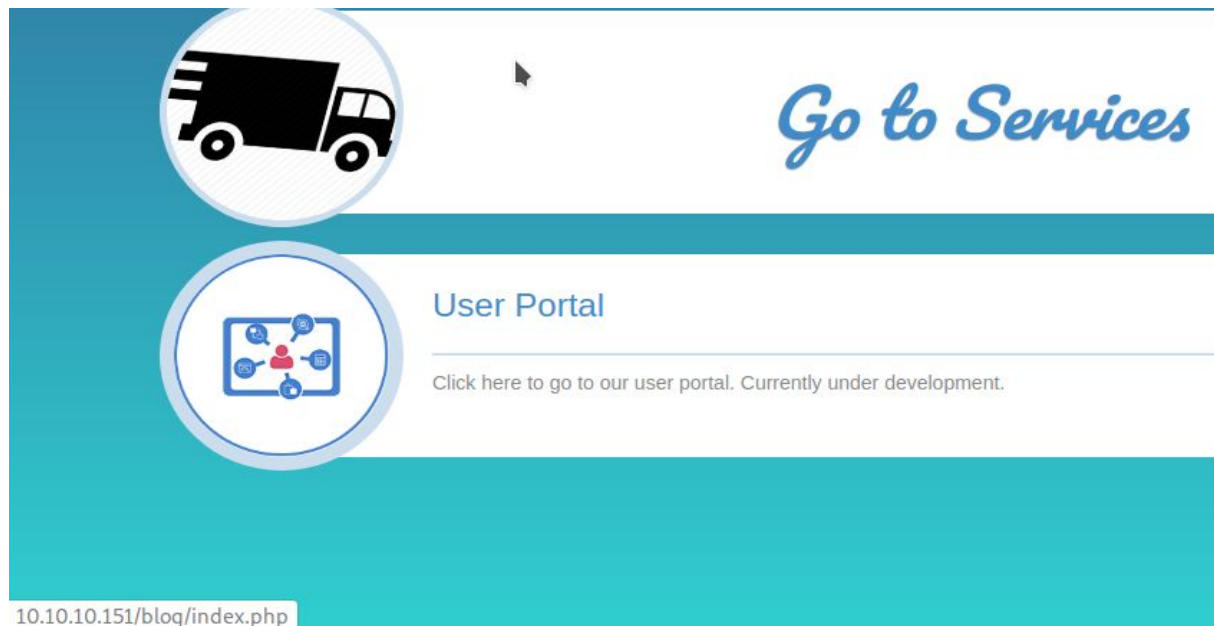 Go to Services
User Portal
Click here to go to our user portal. Currently under development.
10.10.10.151/blog/index.php